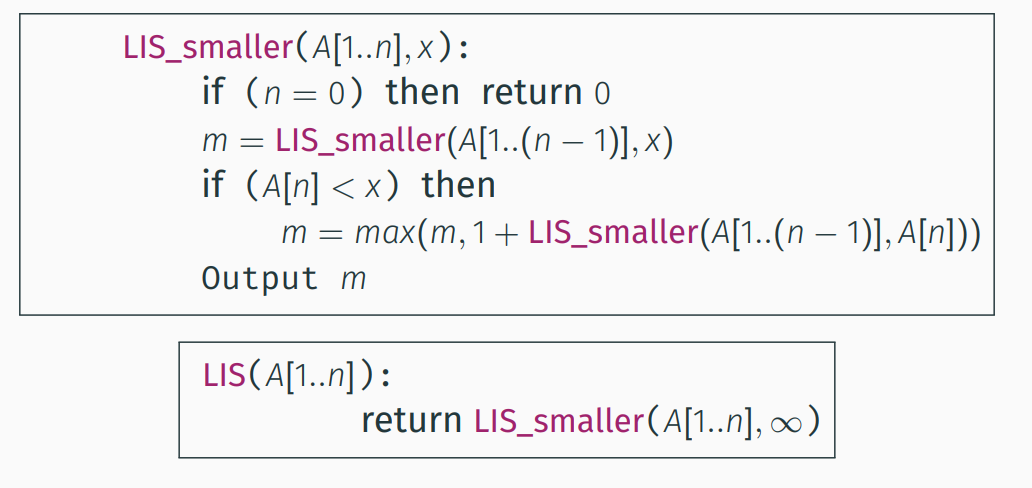 LIS_smaller(A[1..n], x):
if (n = 0) then return 0
m = LIS_smaller(A[1..(n − 1)], x)
if (A[n] < x) then
m = max(m, 1 + LIS_smaller(A[1..(n − 1)], A[n]))
Output m
LIS(A[1..n]):
return LIS_smaller(A[1..n], ∞)